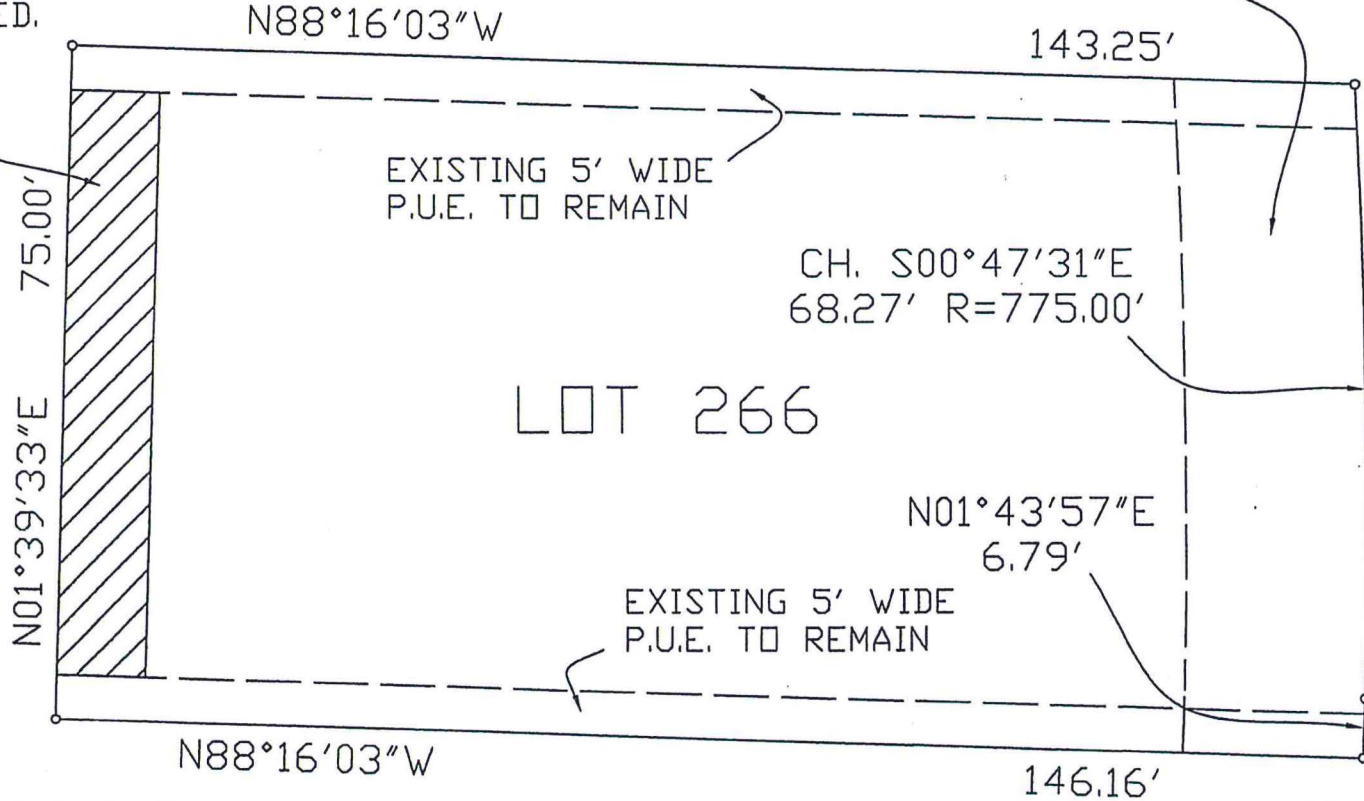 ED.
N88°16'03"W
143.25'
EXISTING 5' WIDE
P.U.E. TO REMAIN
75.00'
N01°39'33"E
CH. S00°47'31"E
68.27' R=775.00'
LOT 266
N01°43'57"E
6.79'
EXISTING 5' WIDE
P.U.E. TO REMAIN
N88°16'03"W
146.16'